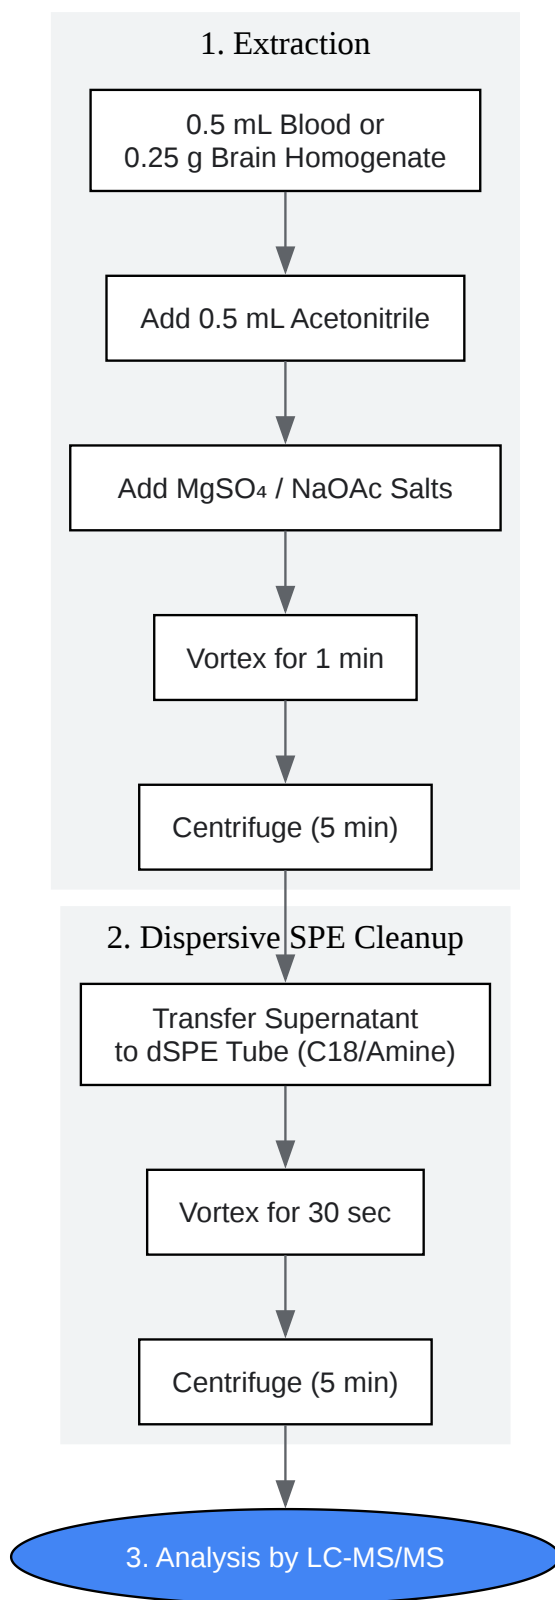 1. Extraction
0.5 mL Blood or
0.25 g Brain Homogenate
Add 0.5 mL Acetonitrile
Add MgSO₄ / NaOAc Salts
Vortex for 1 min
Centrifuge (5 min)
2. Dispersive SPE Cleanup
Transfer Supernatant
to dSPE Tube (C18/Amine)
Vortex for 30 sec
Centrifuge (5 min)
3. Analysis by LC-MS/MS